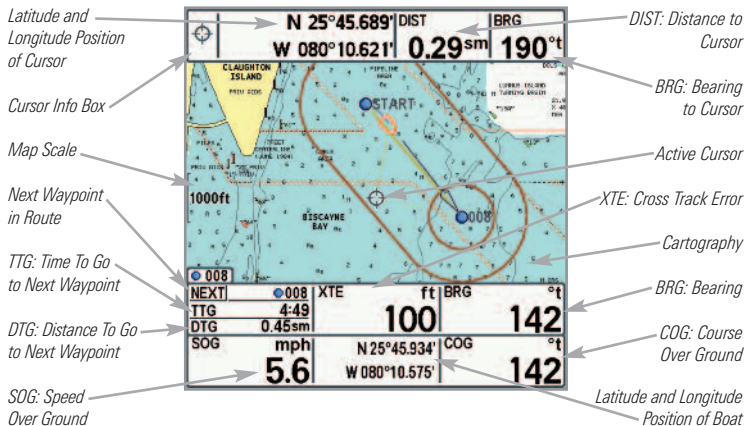 Latitude and
Longitude Position
of Cursor
Cursor Info Box
Map Scale
Next Waypoint
in Route
TTG: Time To Go
to Next Waypoint
DTG: Distance To Go
to Next Waypoint
SOG: Speed
Over Ground
N 25°45.689'
W 080°10.621'
DIST
0.29sm
BRG
190°t
CLAUGHTON
ISLAND
PRIV AIDS
PIPELINE
AREA
START
1000ft
BISCAYNE
BAY
008
008
NEXT 008
TTG 4:49
DTG 0.45sm
XTE ft
100
BRG °t
142
SOG mph
5.6
N 25°45.934'
W 080°10.575'
COG °t
142
DIST: Distance to
Cursor
BRG: Bearing
to Cursor
Active Cursor
XTE: Cross Track Error
Cartography
BRG: Bearing
COG: Course
Over Ground
Latitude and Longitude
Position of Boat